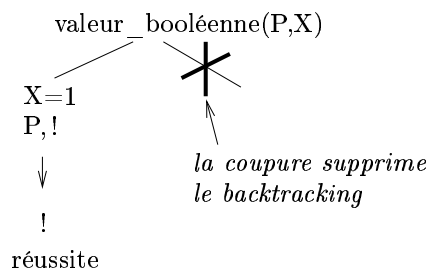 valeur_booléenne(P,X)
X=1
P,!
la coupure supprime
le backtracking
!
réussite